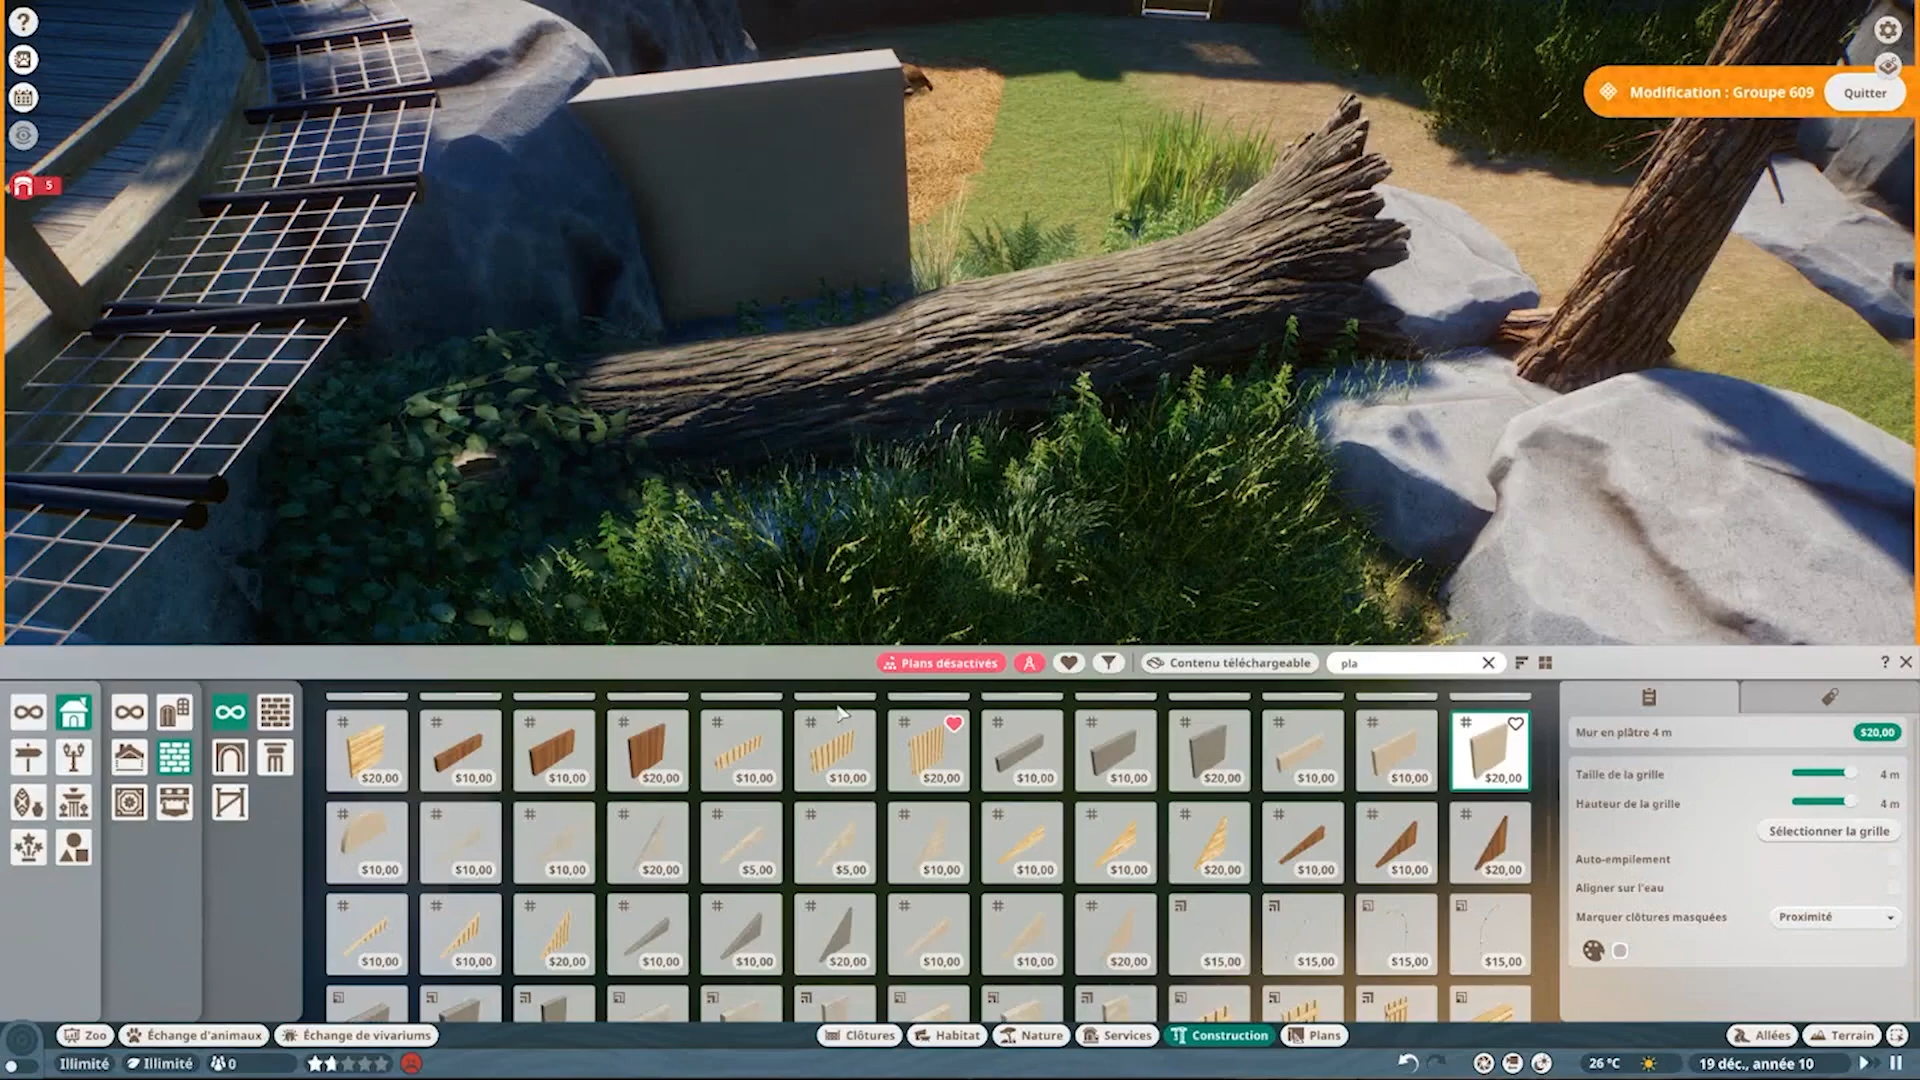 Modification : Groupe 609
Quitter
5
Plans désactivés
Contenu téléchargeable
pla
?
$20,00 $10,00 $10,00 $20,00 $10,00 $10,00 $20,00 $10,00 $10,00 $20,00 $10,00 $10,00 $20,00
$10,00 $10,00 $10,00 $20,00 $5,00 $5,00 $10,00 $10,00 $10,00 $20,00 $10,00 $10,00 $20,00
$10,00 $10,00 $20,00 $10,00 $10,00 $20,00 $10,00 $10,00 $20,00 $15,00 $15,00 $15,00 $15,00
Mur en plâtre 4 m $20,00
Taille de la grille 4 m
Hauteur de la grille 4 m
Sélectionner la grille
Auto-empilement
Aligner sur l'eau
Marquer clôtures masquées Proximité
Zoo Échange d'animaux Échange de vivariums Clôtures Habitat Nature Services Construction Plans Allées Terrain
Illimité Illimité 0 26 °C 19 déc., année 10